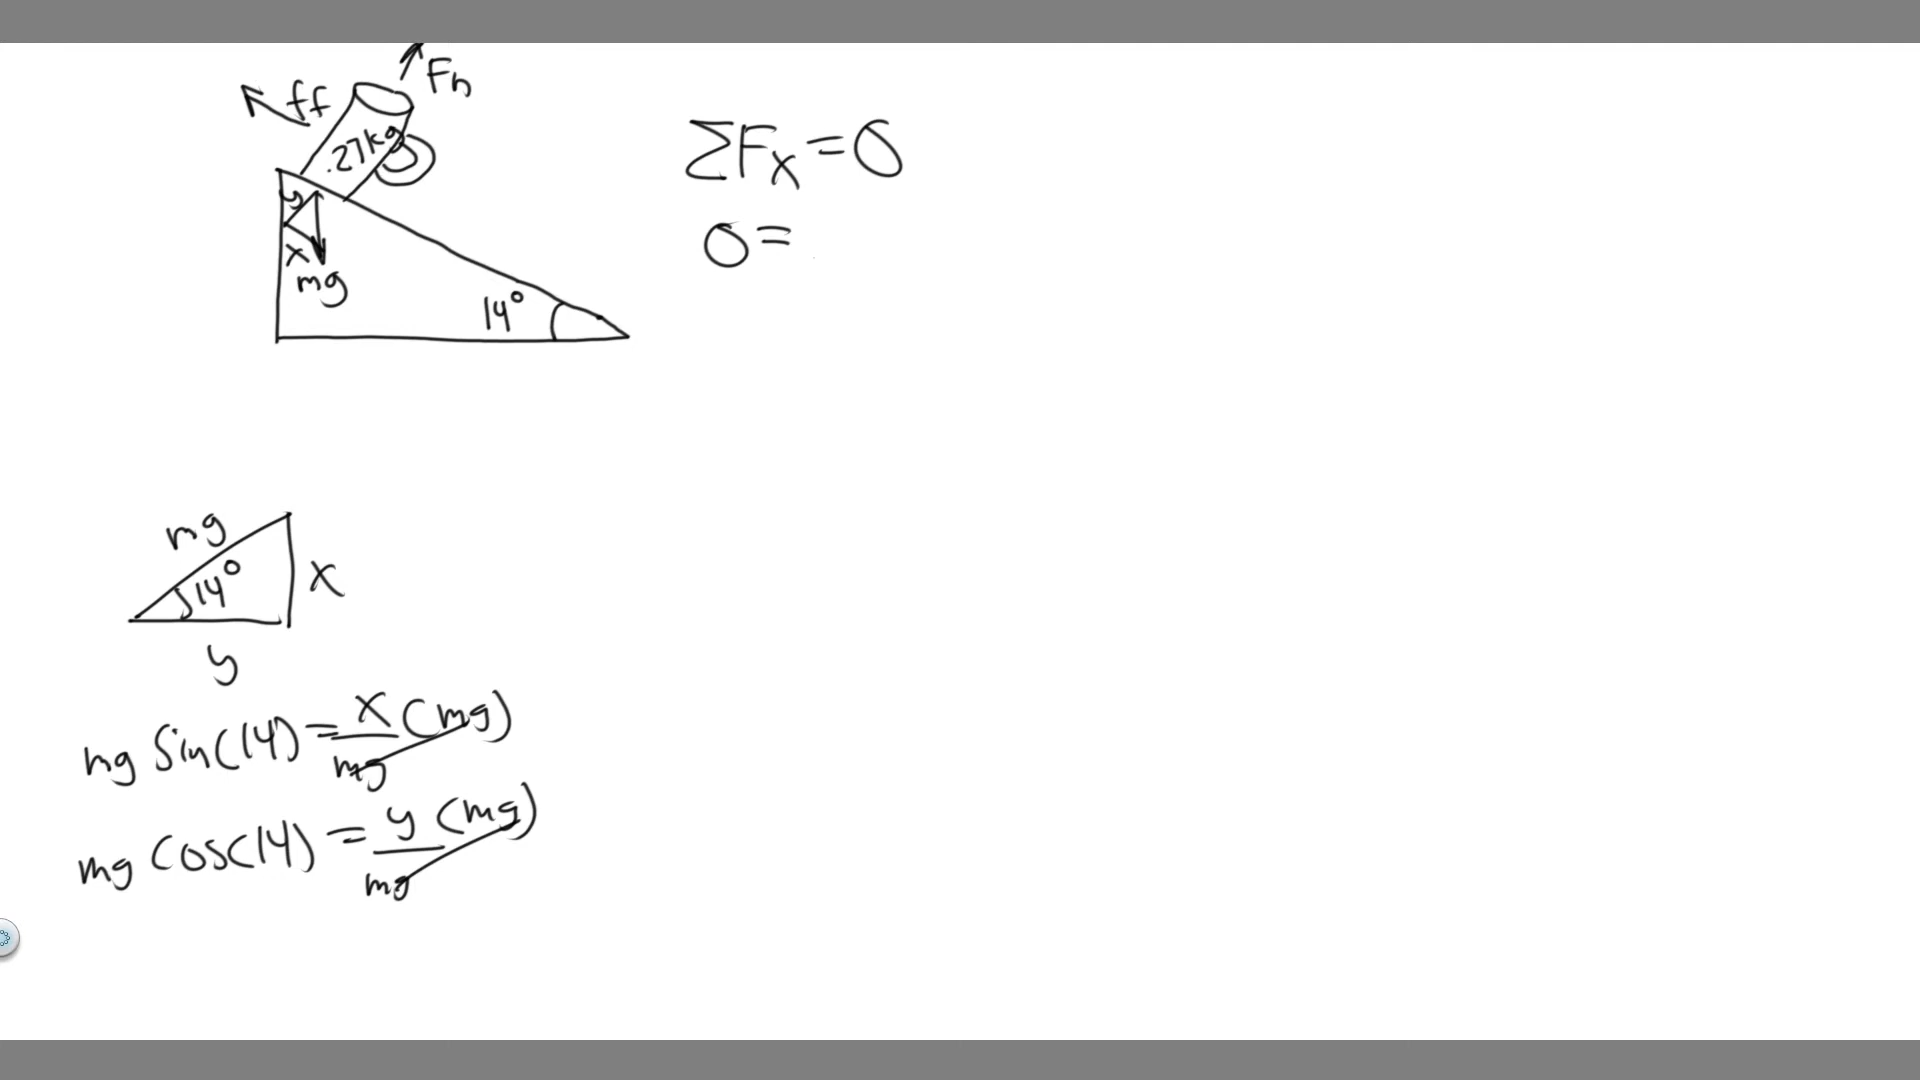 Fn
ff
.27kg
y
x
mg
14°
ΣFx=0
0=
mg
14°
x
y
mg Sin(14)=x/mg (mg)
mg Cos(14)=y/mg (mg)